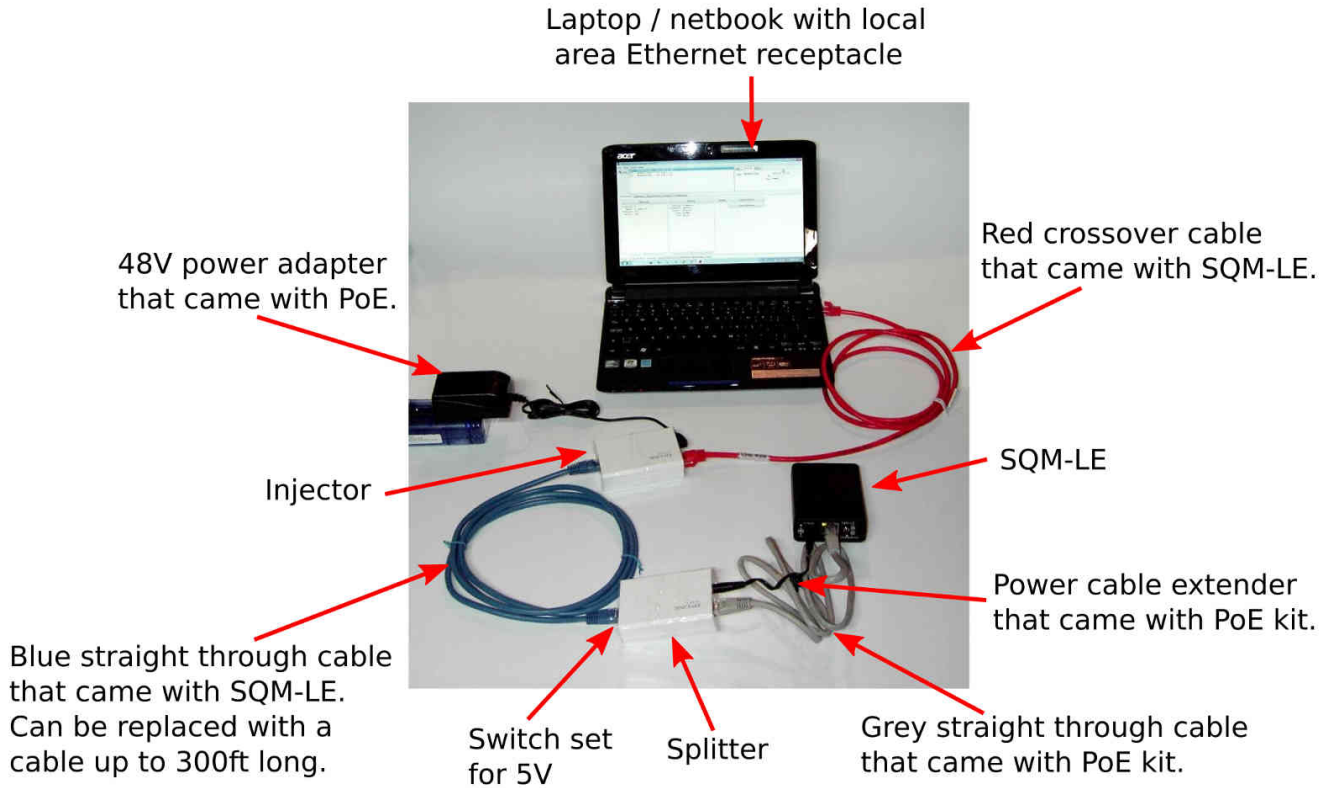 Laptop / netbook with local
area Ethernet receptacle
acer
48V power adapter
that came with PoE.
Red crossover cable
that came with SQM-LE.
Injector
SQM-LE
Power cable extender
that came with PoE kit.
Blue straight through cable
that came with SQM-LE.
Can be replaced with a
cable up to 300ft long.
Switch set
for 5V
Splitter
Grey straight through cable
that came with PoE kit.